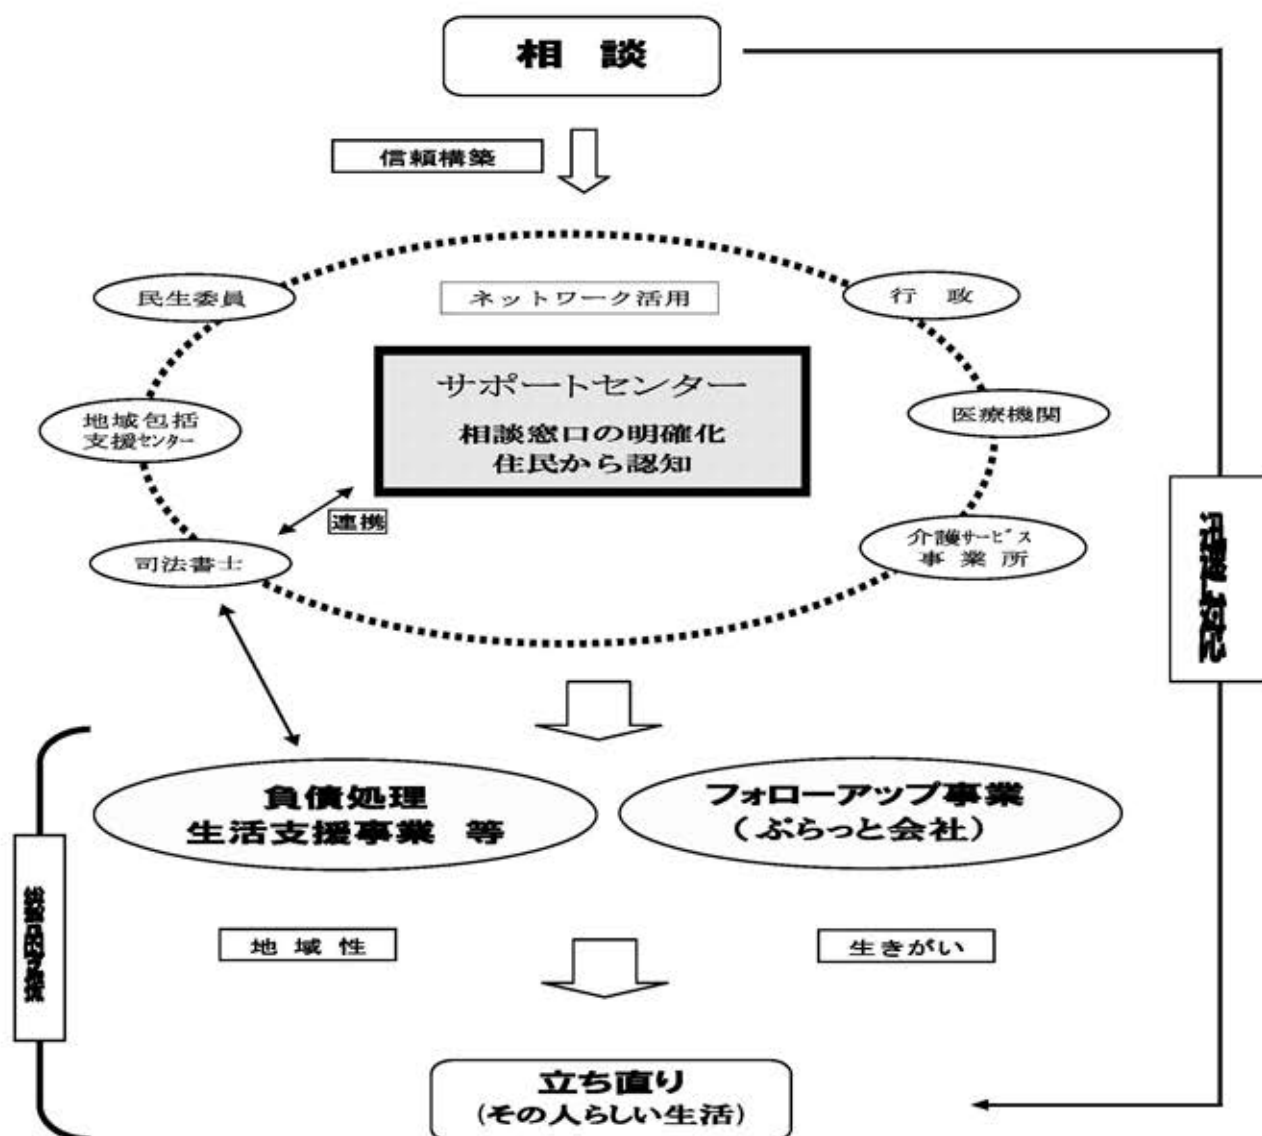 相 談
信頼構築
民生委員
ネットワーク活用
行 政
サポートセンター
相談窓口の明確化
住民から認知
地域包括
支援センター
医療機関
連携
司法書士
介護サービス
事 業 所
負債処理
生活支援事業 等
フォローアップ事業
(ぷらっと会社)
地 域 性
生きがい
立ち直り
(その人らしい生活)